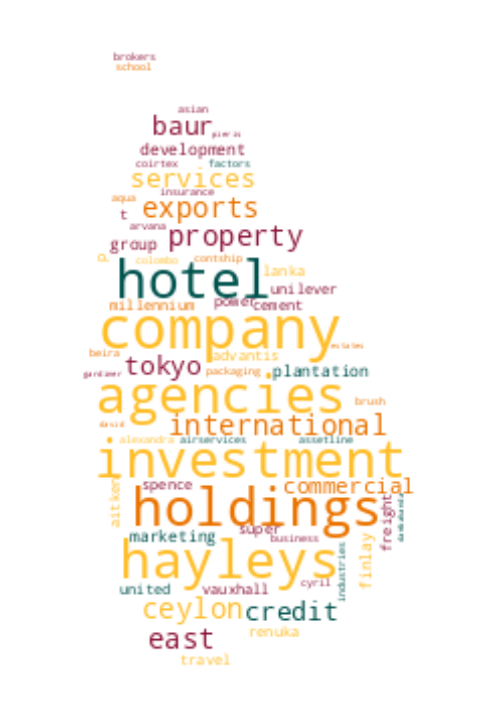 brokers
school
asian
baur pieris
development
coirtex factors
services
insurance
aqua exports
t
arvana property
group
colombo contship
hotel lanka
unilever
millennium power cement
company
estates
beira advantis
tokyo packaging plantation
gardiner
agencies brush
david international
alexandra airservices assetline
investment
spence commercial
aitken holdings freight
super
marketing business
hayleys finlay
industries
united vauxhall cyril
ceylon credit
east renuka
travel